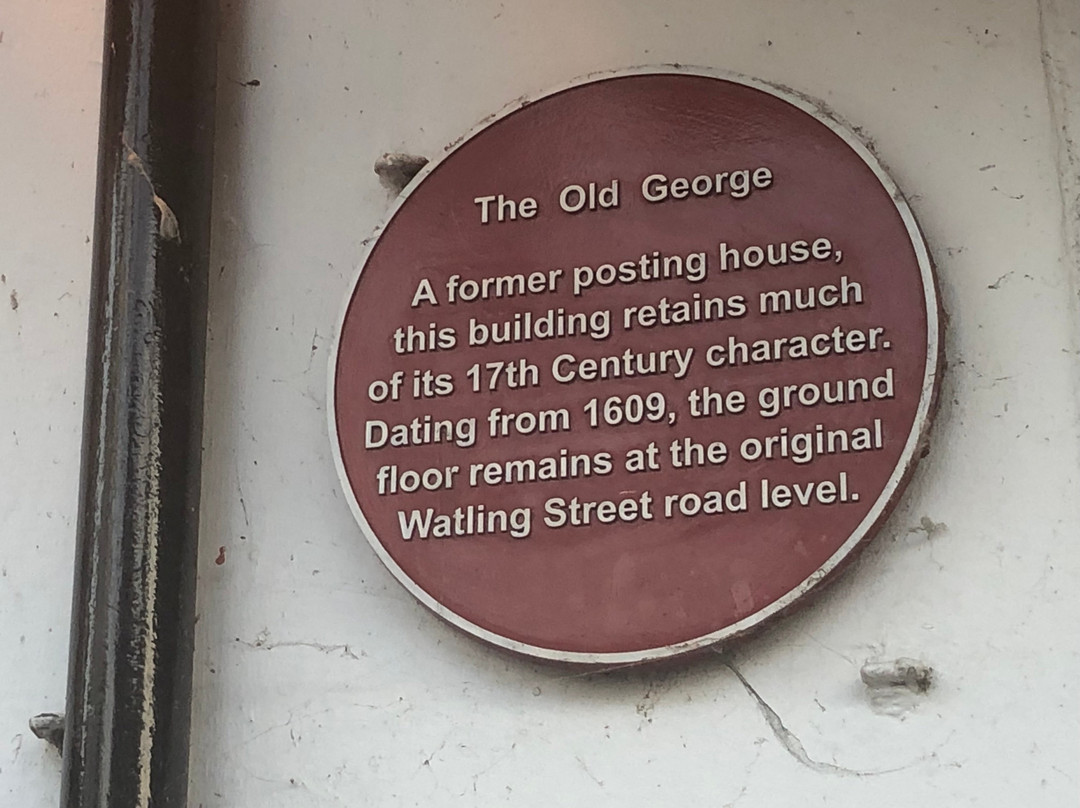 The Old George
A former posting house,
this building retains much
of its 17th Century character.
Dating from 1609, the ground
floor remains at the original
Watling Street road level.